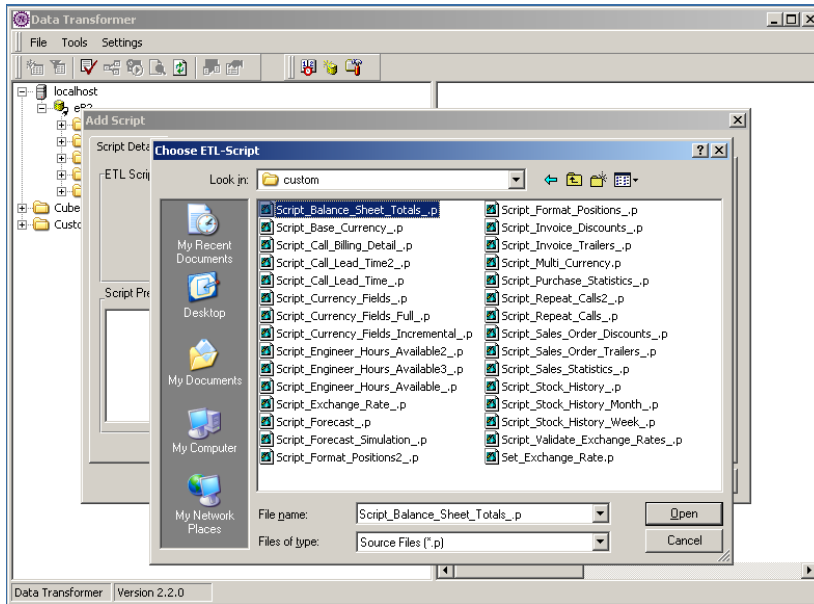 Data Transformer
File Tools Settings
localhost
eB2
Add Script
Script Deta
Choose ETL-Script
ETL Scrip
Look in: custom
My Recent Documents
Desktop
My Documents
My Computer
My Network Places
Script_Balance_Sheet_Totals_.p
Script_Base_Currency_.p
Script_Call_Billing_Detail_.p
Script_Call_Lead_Time2_.p
Script_Call_Lead_Time_.p
Script_Currency_Fields_.p
Script_Currency_Fields_Full_.p
Script_Currency_Fields_Incremental_.p
Script_Engineer_Hours_Available2_.p
Script_Engineer_Hours_Available3_.p
Script_Engineer_Hours_Available_.p
Script_Exchange_Rate_.p
Script_Forecast_.p
Script_Forecast_Simulation_.p
Script_Format_Positions2_.p
Script_Format_Positions_.p
Script_Invoice_Discounts_.p
Script_Invoice_Trailers_.p
Script_Multi_Currency.p
Script_Purchase_Statistics_.p
Script_Repeat_Calls2_.p
Script_Repeat_Calls_.p
Script_Sales_Order_Discounts_.p
Script_Sales_Order_Trailers_.p
Script_Sales_Statistics_.p
Script_Stock_History_.p
Script_Stock_History_Month_.p
Script_Stock_History_Week_.p
Script_Validate_Exchange_Rates_.p
Set_Exchange_Rate.p
Cube
Custo
Script Pre
File name: Script_Balance_Sheet_Totals_.p Open
Files of type: Source Files (*.p) Cancel
Data Transformer Version 2.2.0